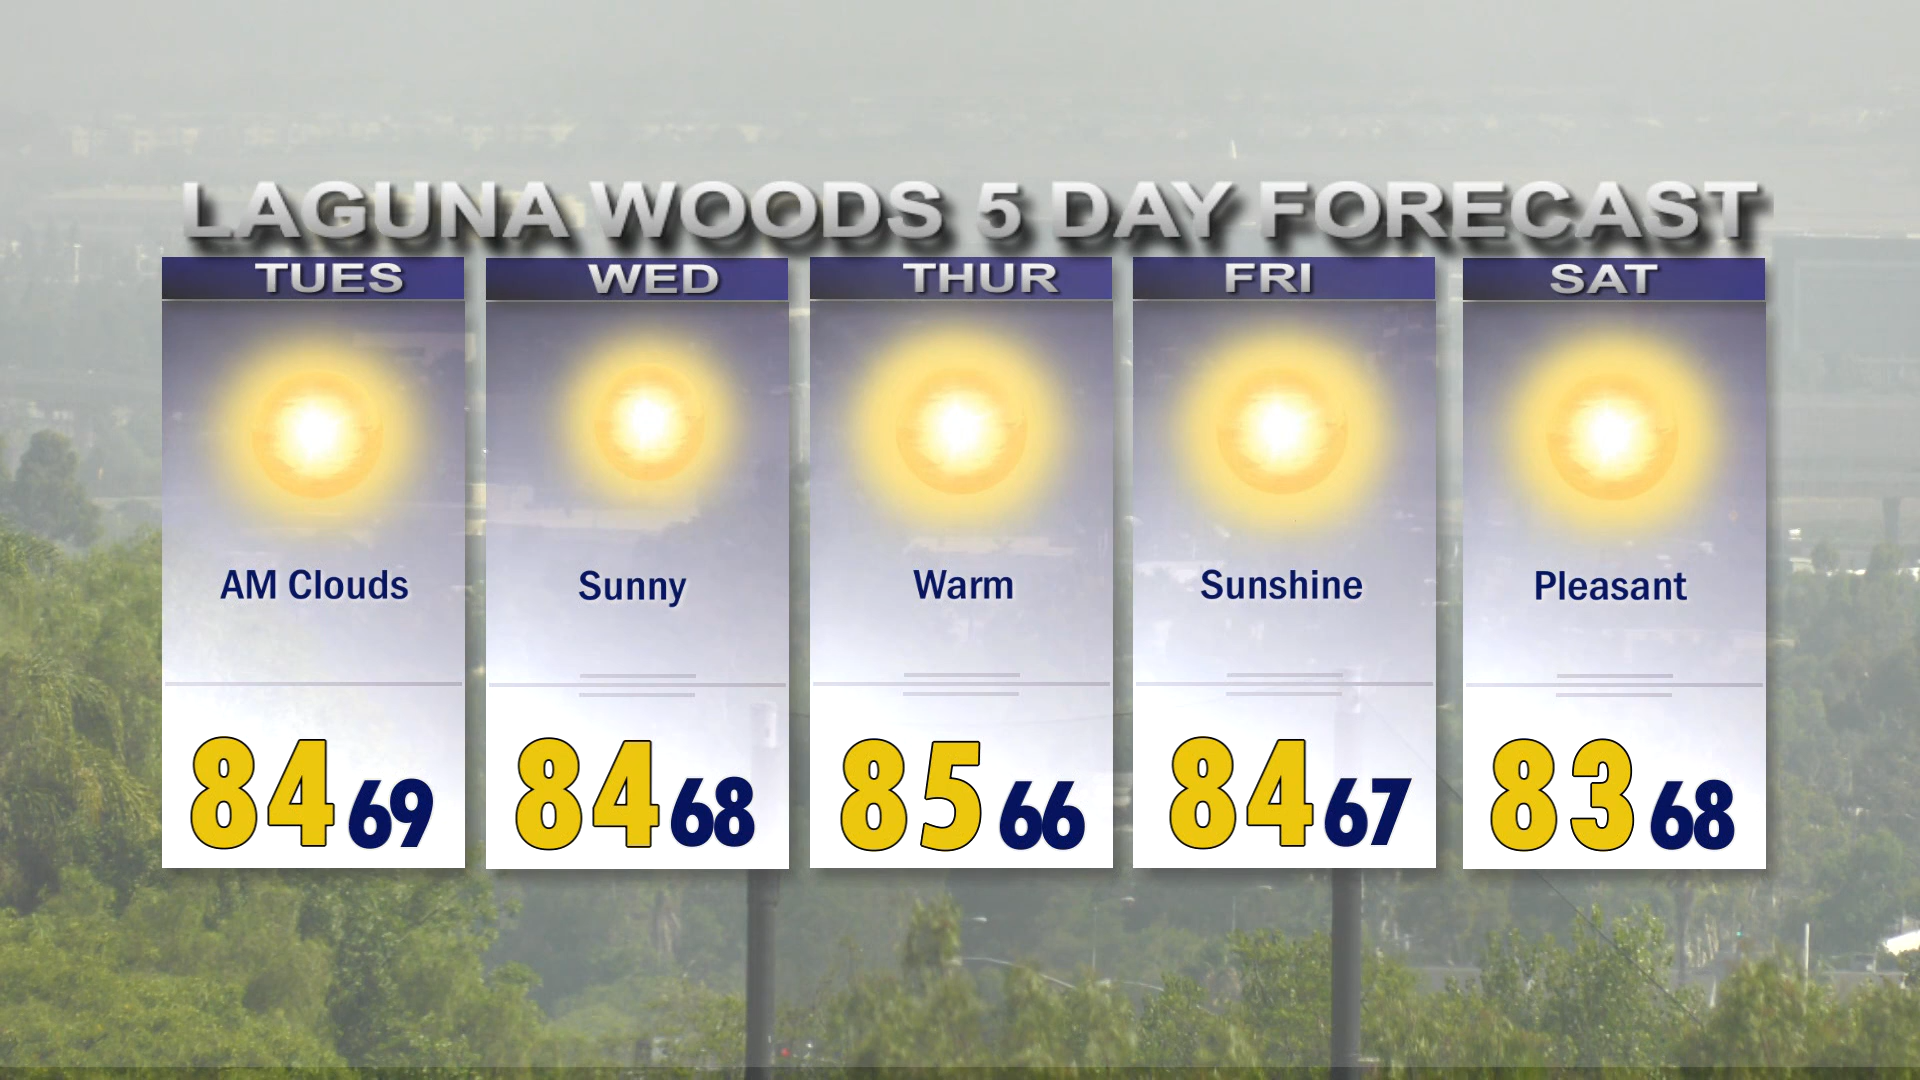 LAGUNA WOODS 5 DAY FORECAST
TUES
AM Clouds
84 69
WED
Sunny
84 68
THUR
Warm
85 66
FRI
Sunshine
84 67
SAT
Pleasant
83 68